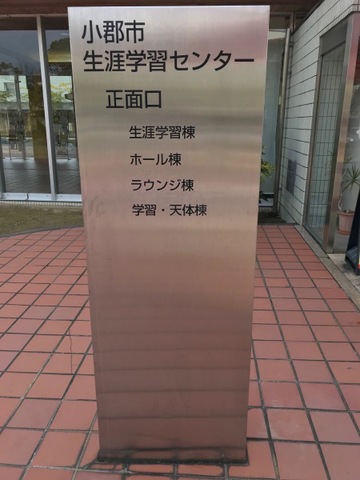 小郡市
生涯学習センター
正面口
生涯学習棟
ホール棟
ラウンジ棟
学習・天体棟